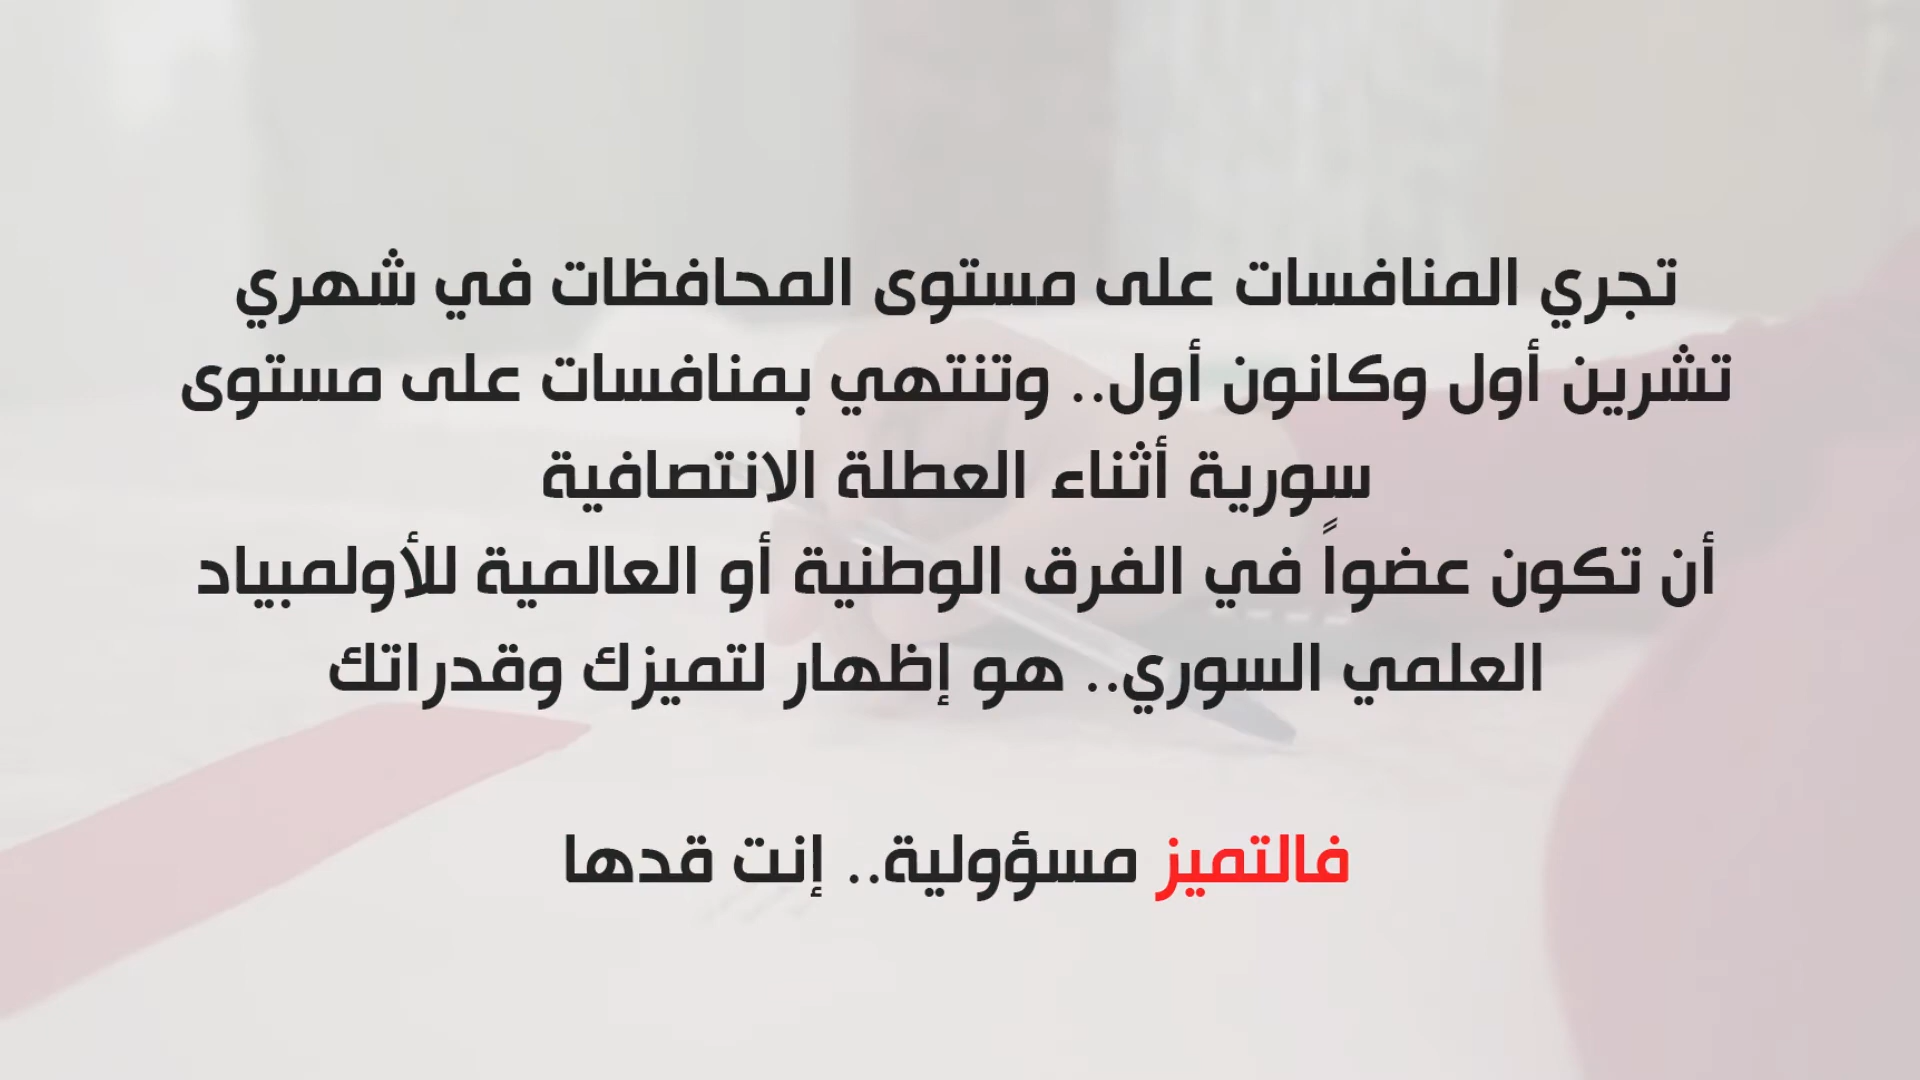 تجري المنافسات على مستوى المحافظات في شهري
تشرين أول وكانون أول.. وتنتهي بمنافسات على مستوى
سورية أثناء العطلة الانتصافية
أن تكون عضواً في الفرق الوطنية أو العالمية للأولمبياد
العلمي السوري.. هو إظهار لتميزك وقدراتك
فالتميز مسؤولية.. إنت قدها